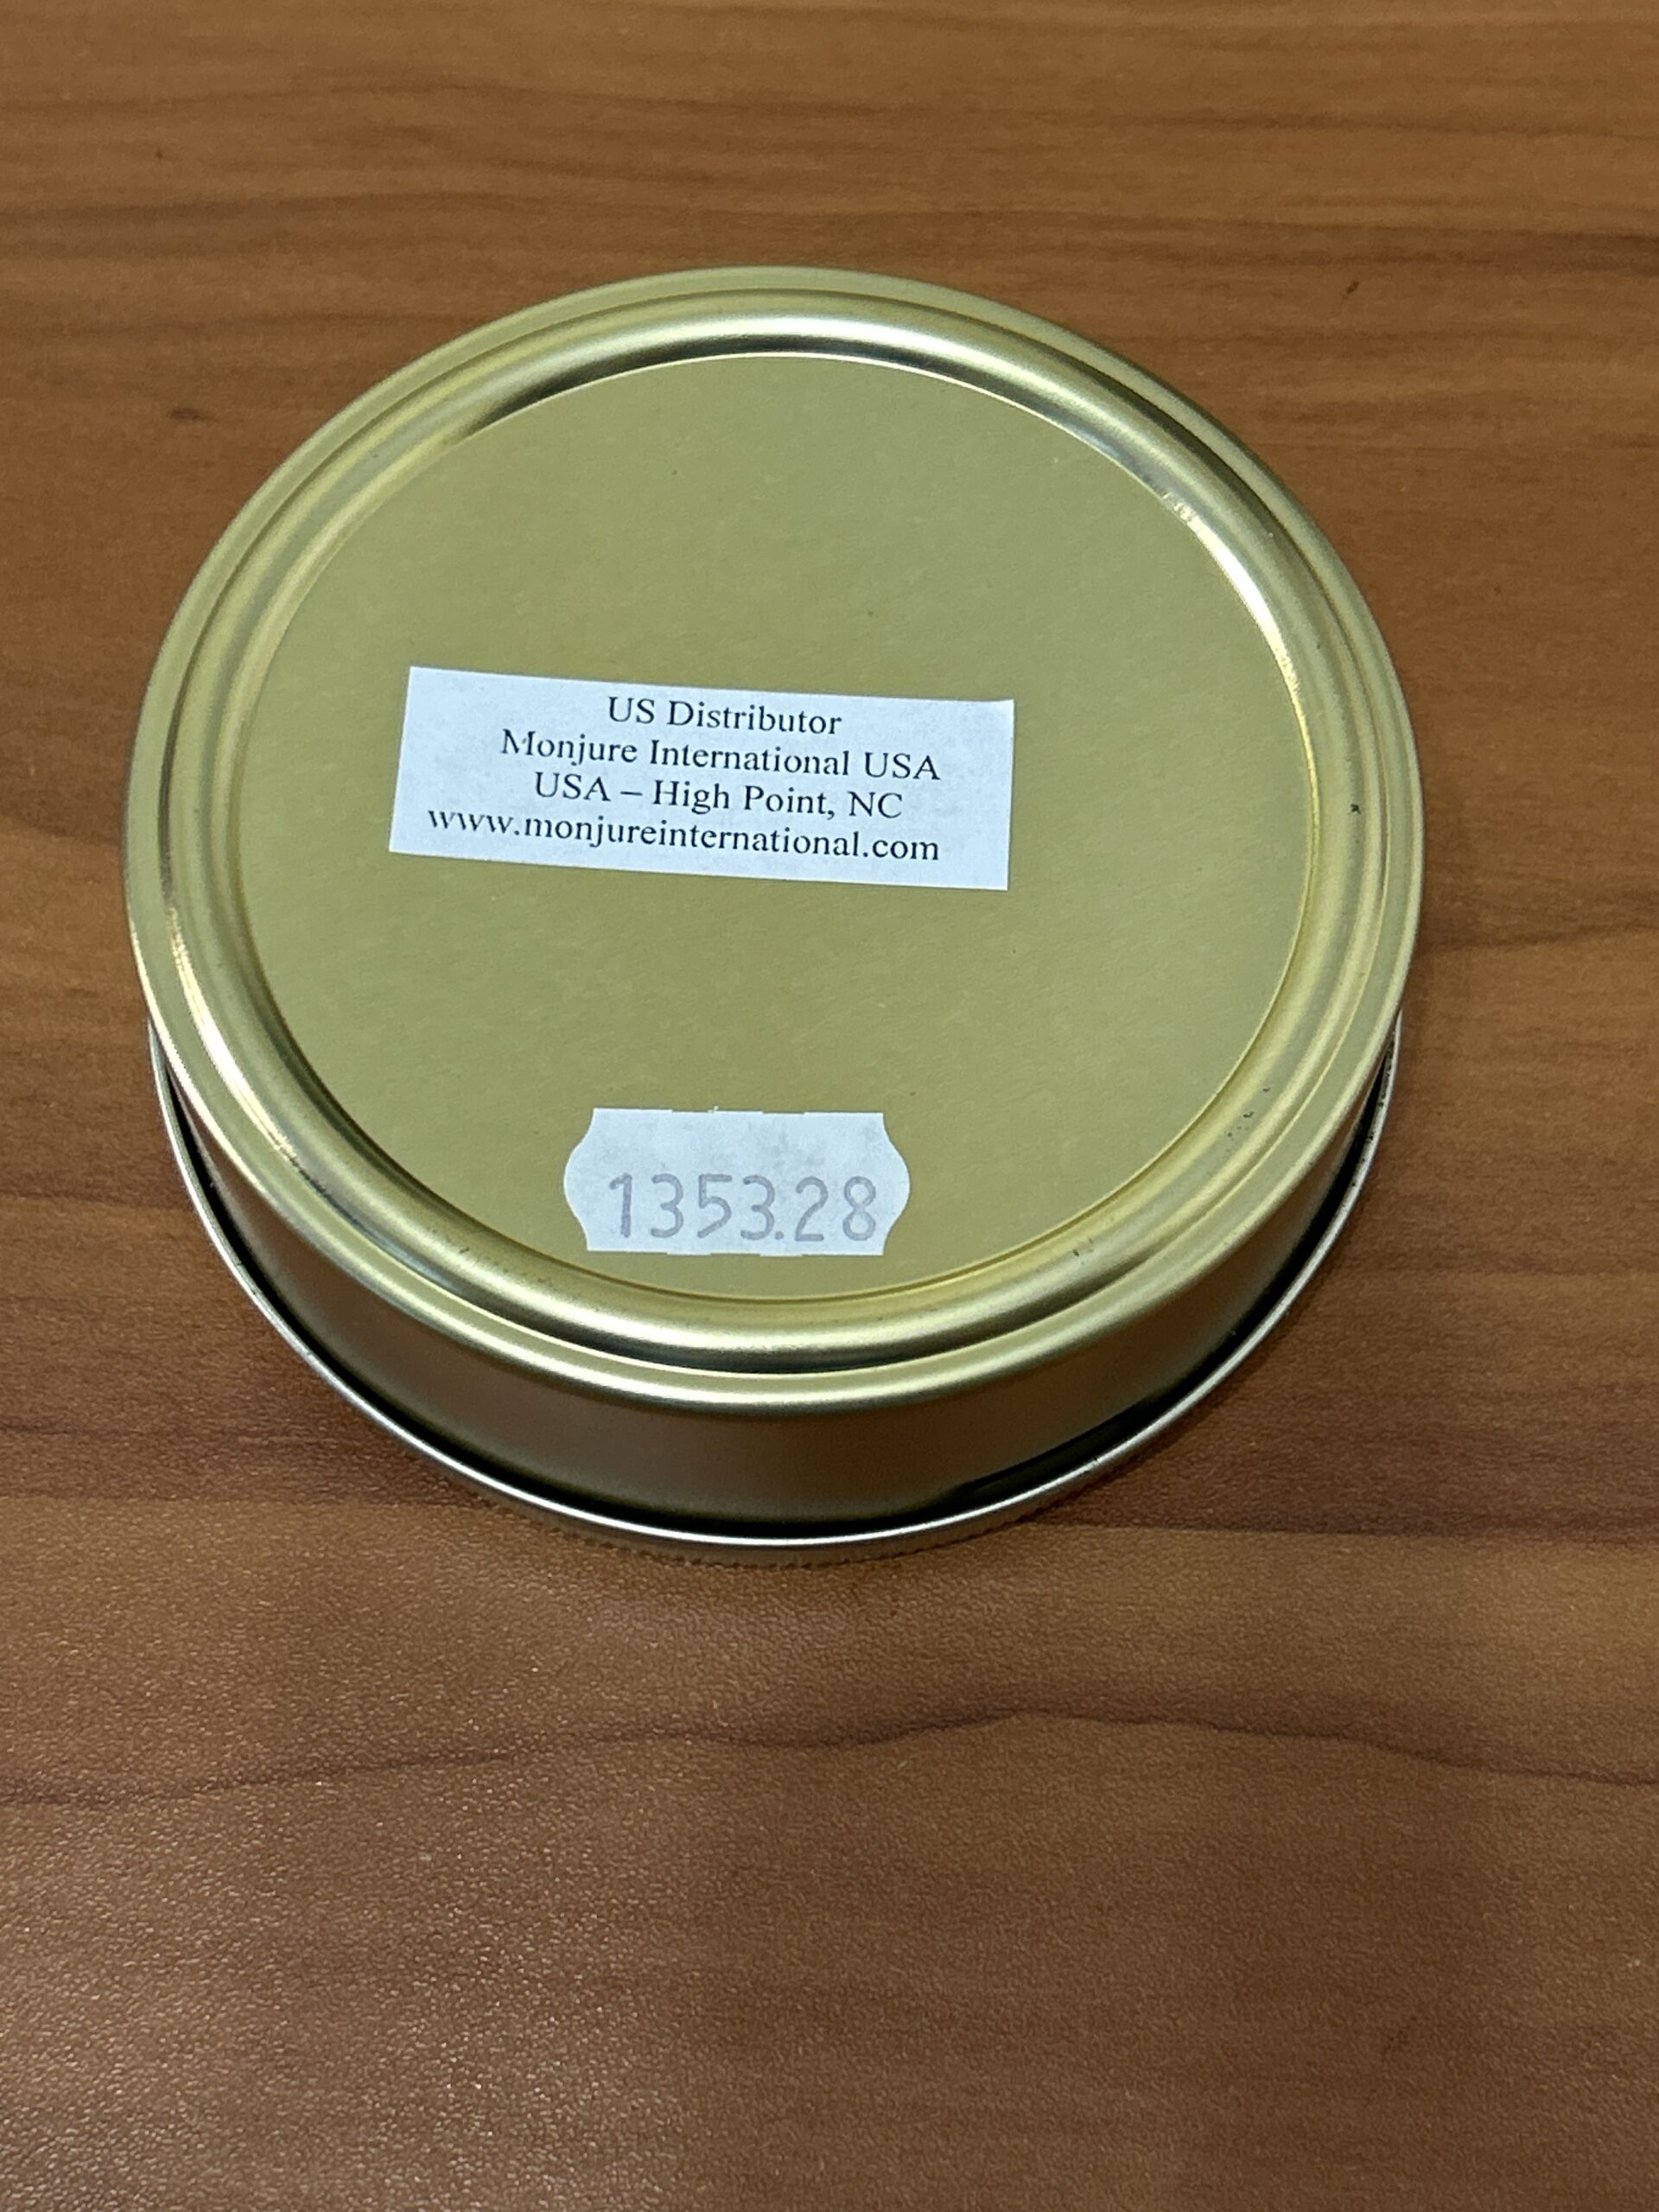 US Distributor
Monjure International USA
USA – High Point, NC
www.monjureinternational.com
1353.28